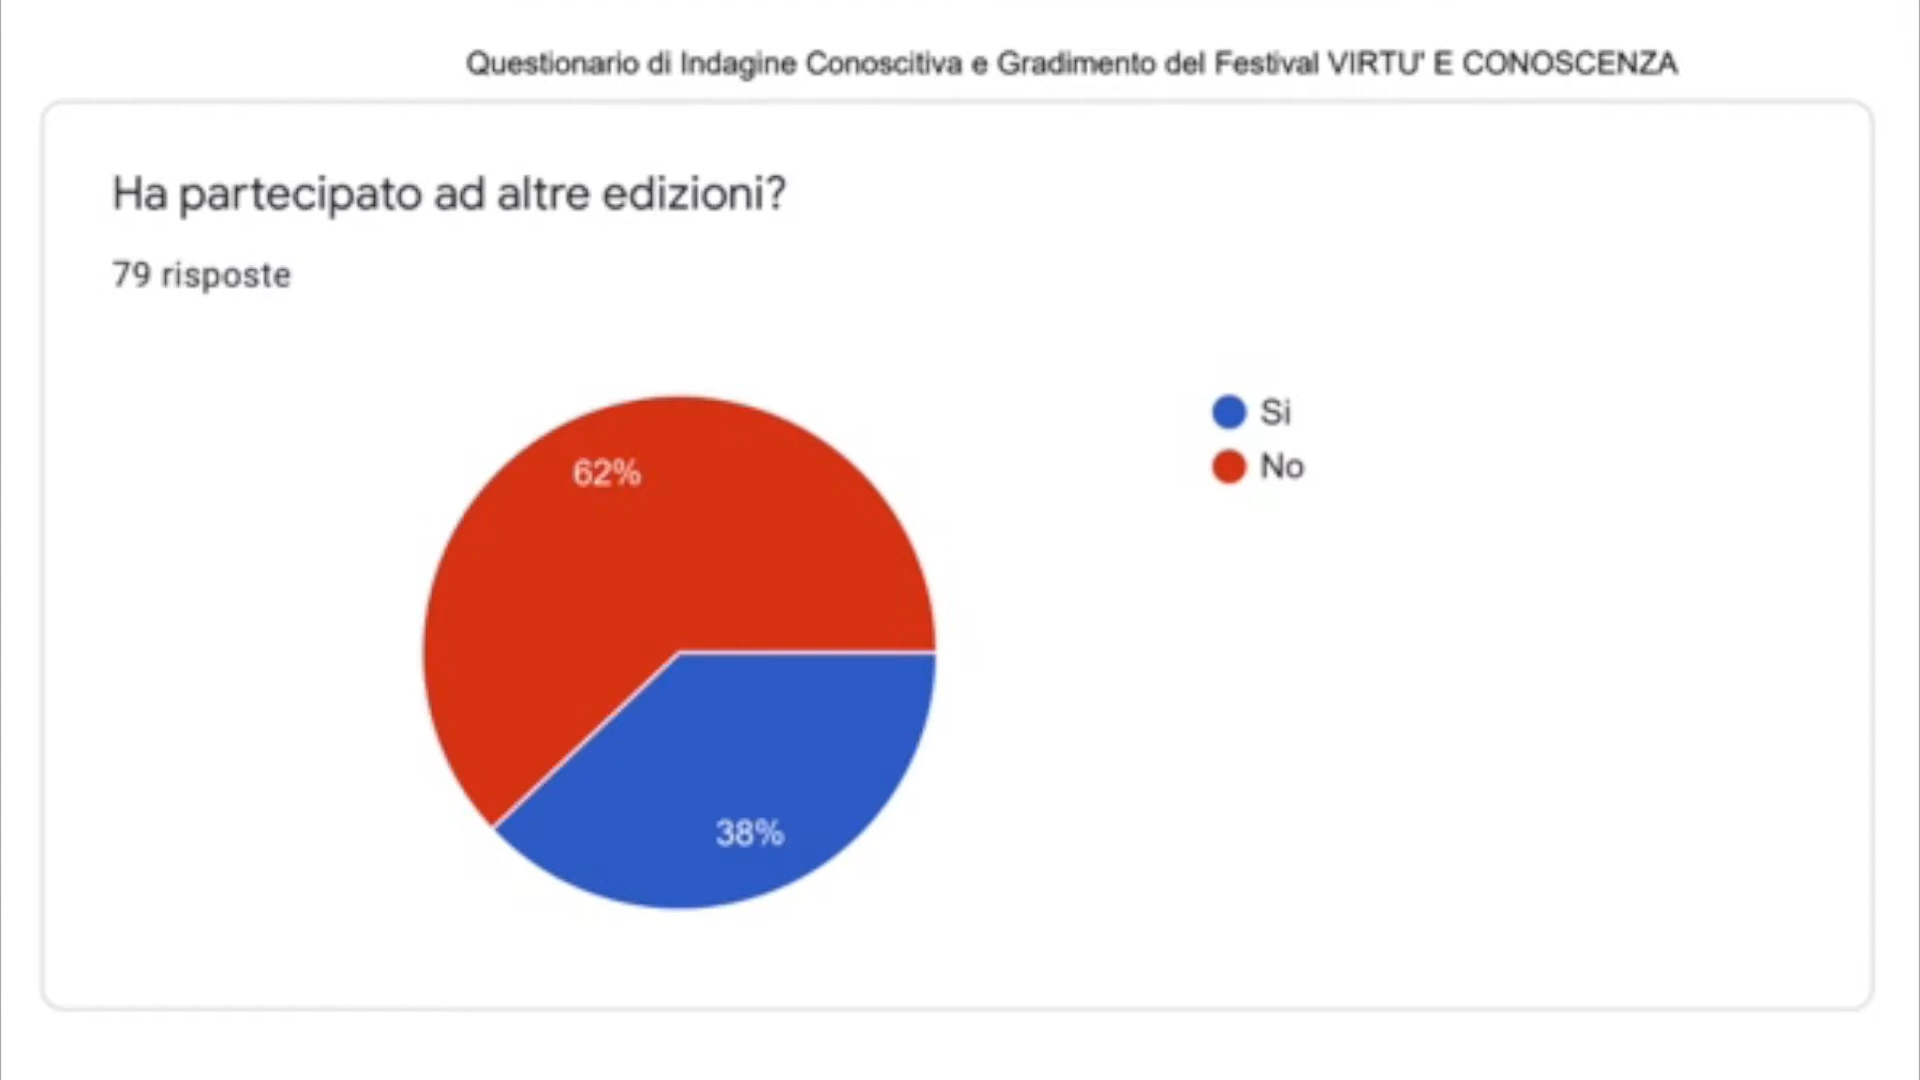 Questionario di Indagine Conoscitiva e Gradimento del Festival VIRTU' E CONOSCENZA
Ha partecipato ad altre edizioni?
79 risposte
62%
38%
Si
No